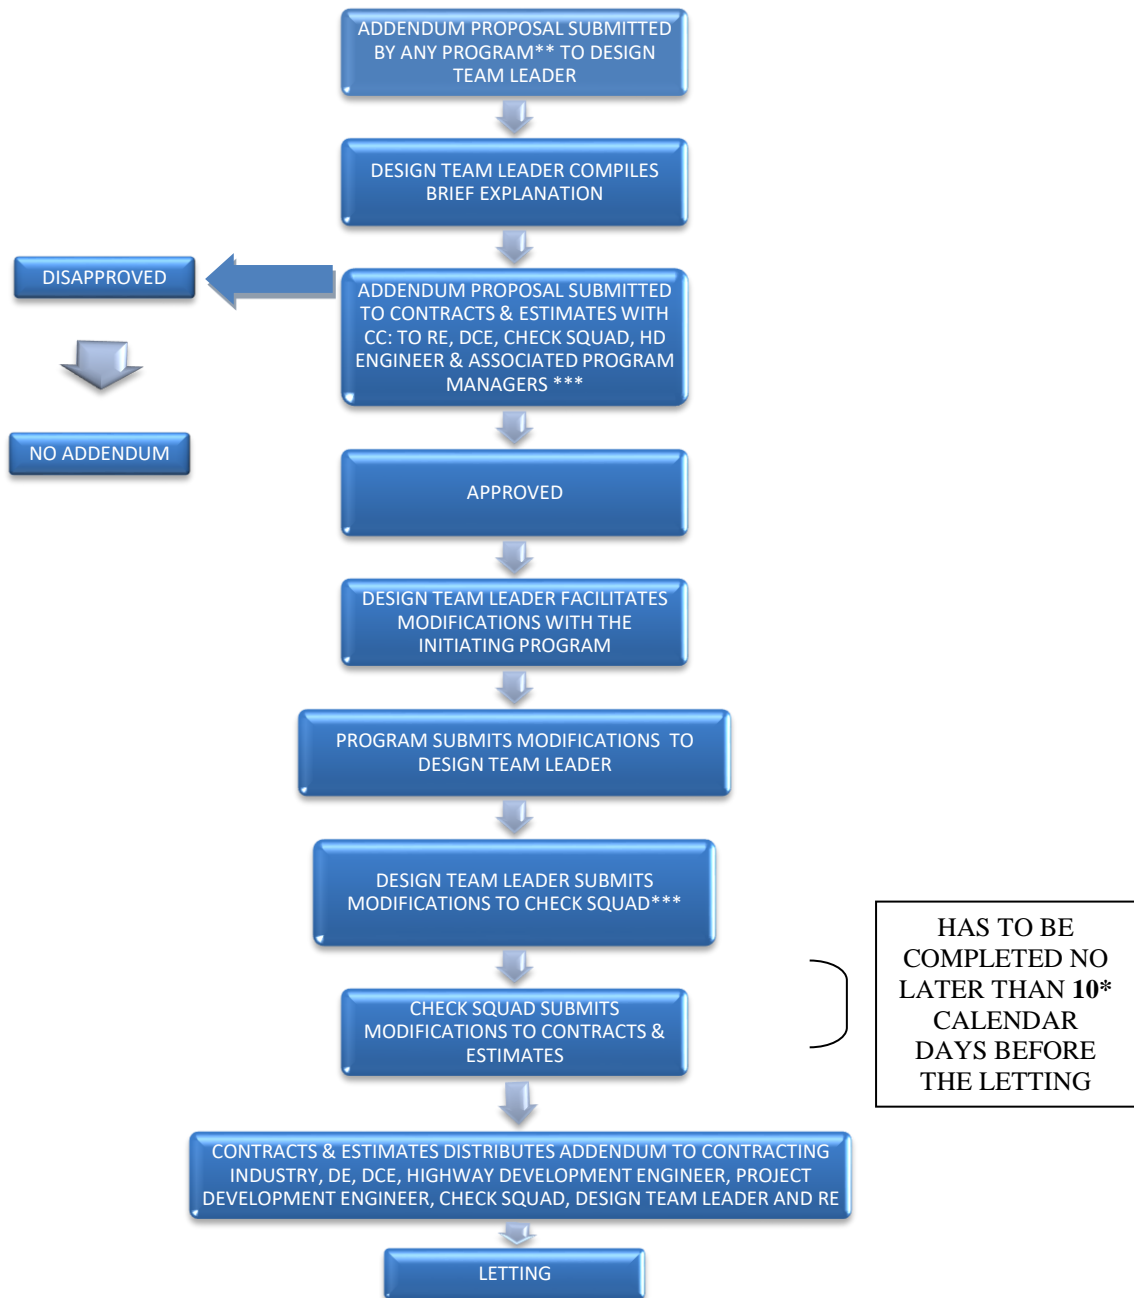 ADDENDUM PROPOSAL SUBMITTED
BY ANY PROGRAM** TO DESIGN
TEAM LEADER
DESIGN TEAM LEADER COMPILES
BRIEF EXPLANATION
DISAPPROVED
ADDENDUM PROPOSAL SUBMITTED
TO CONTRACTS & ESTIMATES WITH
CC: TO RE, DCE, CHECK SQUAD, HD
ENGINEER & ASSOCIATED PROGRAM
MANAGERS ***
NO ADDENDUM
APPROVED
DESIGN TEAM LEADER FACILITATES
MODIFICATIONS WITH THE
INITIATING PROGRAM
PROGRAM SUBMITS MODIFICATIONS TO
DESIGN TEAM LEADER
DESIGN TEAM LEADER SUBMITS
MODIFICATIONS TO CHECK SQUAD***
HAS TO BE
COMPLETED NO
LATER THAN 10*
CALENDAR
DAYS BEFORE
THE LETTING
CHECK SQUAD SUBMITS
MODIFICATIONS TO CONTRACTS &
ESTIMATES
CONTRACTS & ESTIMATES DISTRIBUTES ADDENDUM TO CONTRACTING
INDUSTRY, DE, DCE, HIGHWAY DEVELOPMENT ENGINEER, PROJECT
DEVELOPMENT ENGINEER, CHECK SQUAD, DESIGN TEAM LEADER AND RE
LETTING